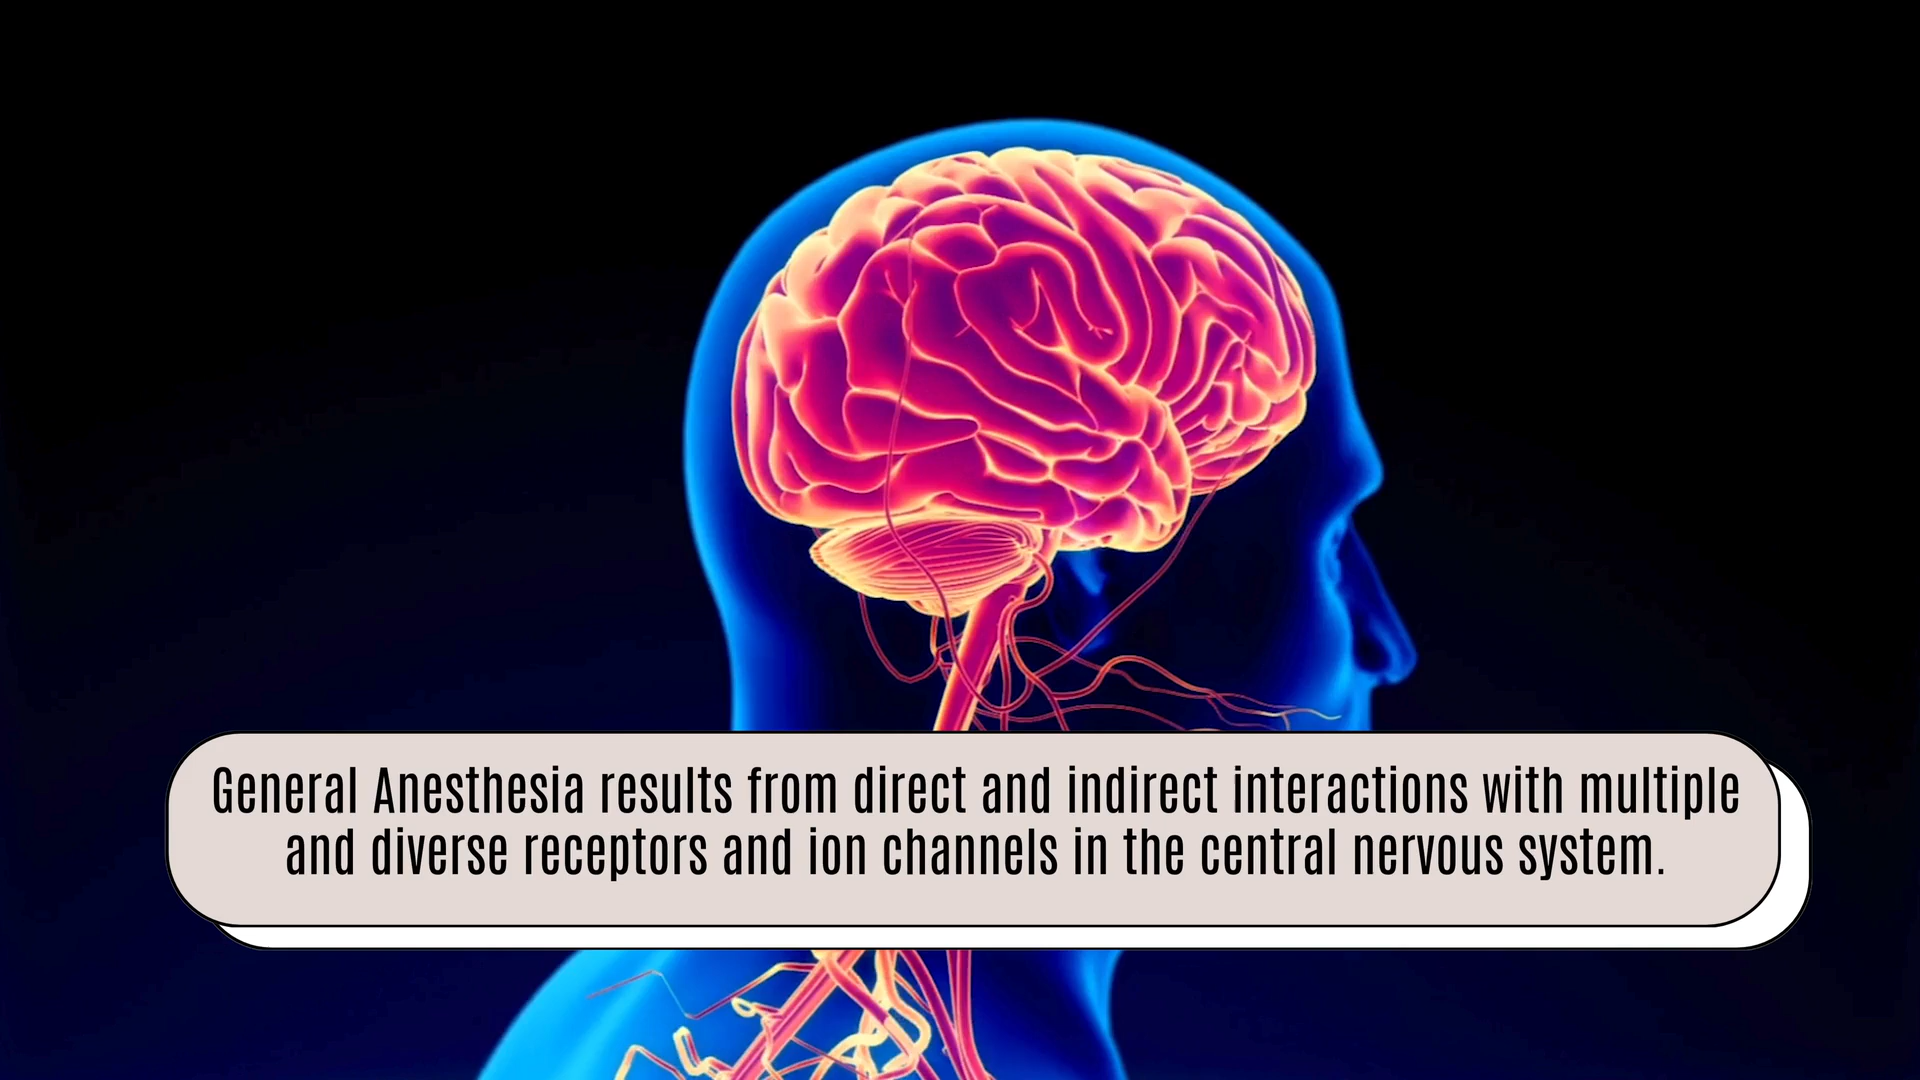 General Anesthesia results from direct and indirect interactions with multiple
and diverse receptors and ion channels in the central nervous system.